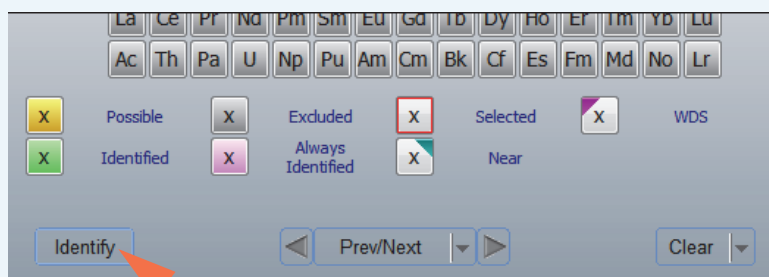 La Ce Pr Nd Pm Sm Eu Gd Tb Dy Ho Er Tm Yb Lu
Ac Th Pa U Np Pu Am Cm Bk Cf Es Fm Md No Lr
X Possible X Excluded X Selected X WDS
X Identified X Always Identified X Near
Identify Prev/Next Clear